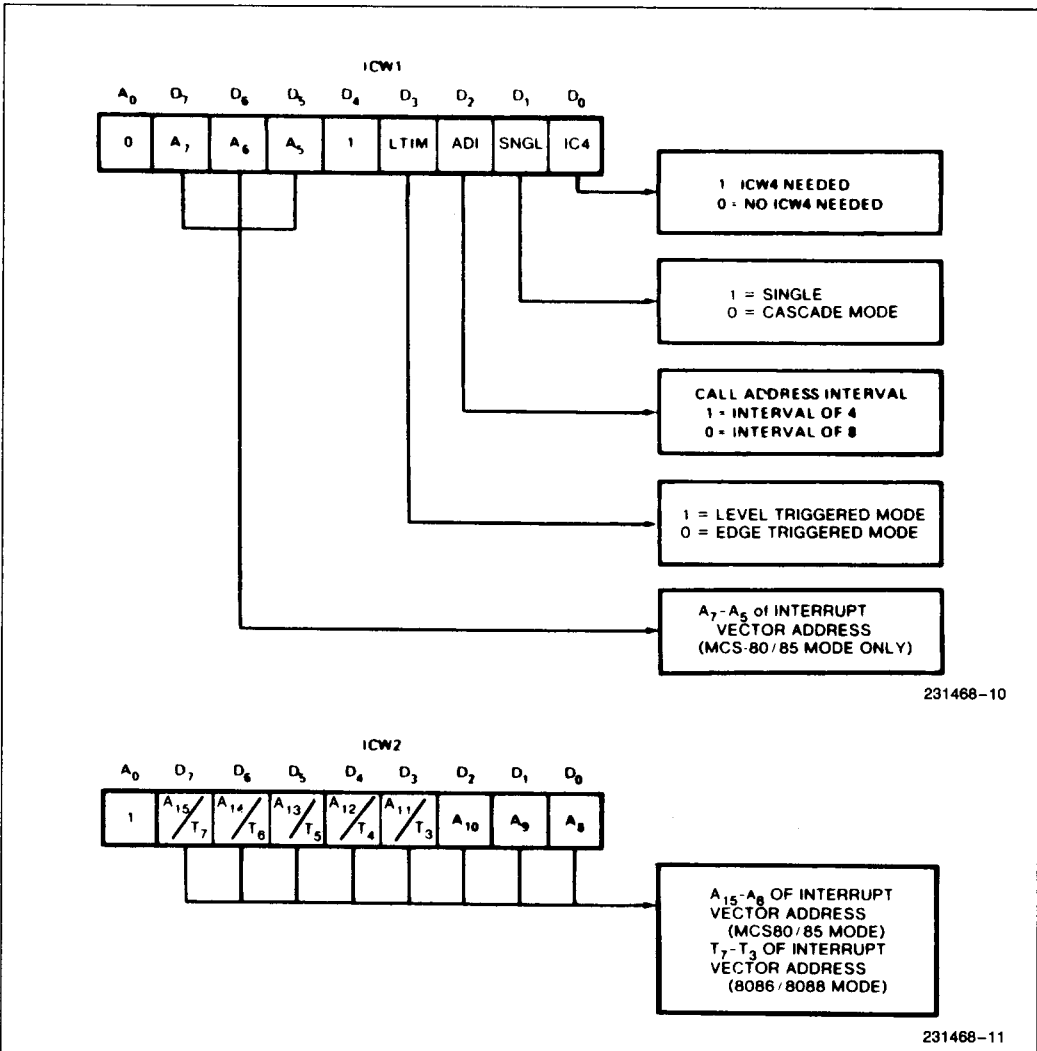 ICW1
A0 D7 D6 D5 D4 D3 D2 D1 D0
0 A7 A6 A5 1 LTIM ADI SNGL IC4
1 ICW4 NEEDED
0 = NO ICW4 NEEDED
1 = SINGLE
0 = CASCADE MODE
CALL ADDRESS INTERVAL
1 = INTERVAL OF 4
0 = INTERVAL OF 8
1 = LEVEL TRIGGERED MODE
0 = EDGE TRIGGERED MODE
A7-A5 of INTERRUPT
VECTOR ADDRESS
(MCS-80/85 MODE ONLY)
231468-10
ICW2
A0 D7 D6 D5 D4 D3 D2 D1 D0
1 A15/T7 A14/T6 A13/T5 A12/T4 A11/T3 A10 A9 A8
A15-A8 OF INTERRUPT
VECTOR ADDRESS
(MCS80/85 MODE)
T7-T3 OF INTERRUPT
VECTOR ADDRESS
(8086/8088 MODE)
231468-11